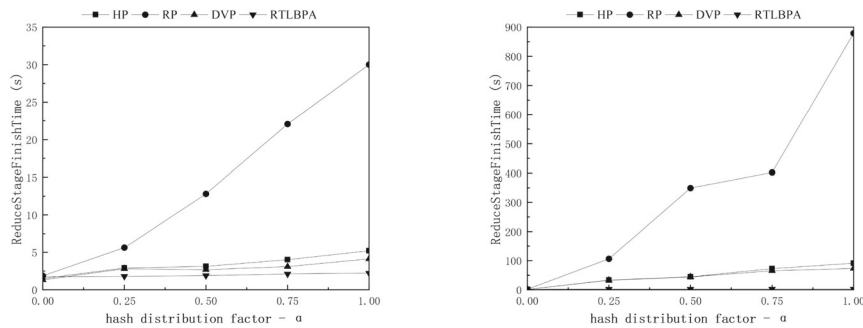 HP RP DVP RTLBPA
35
30
25
20
15
10
5
0
ReduceStageFinishTime (s)
0.00 0.25 0.50 0.75 1.00
hash distribution factor - α
HP RP DVP RTLBPA
900
800
700
600
500
400
300
200
100
0
ReduceStageFinishTime (s)
0.00 0.25 0.50 0.75 1.00
hash distribution factor - α